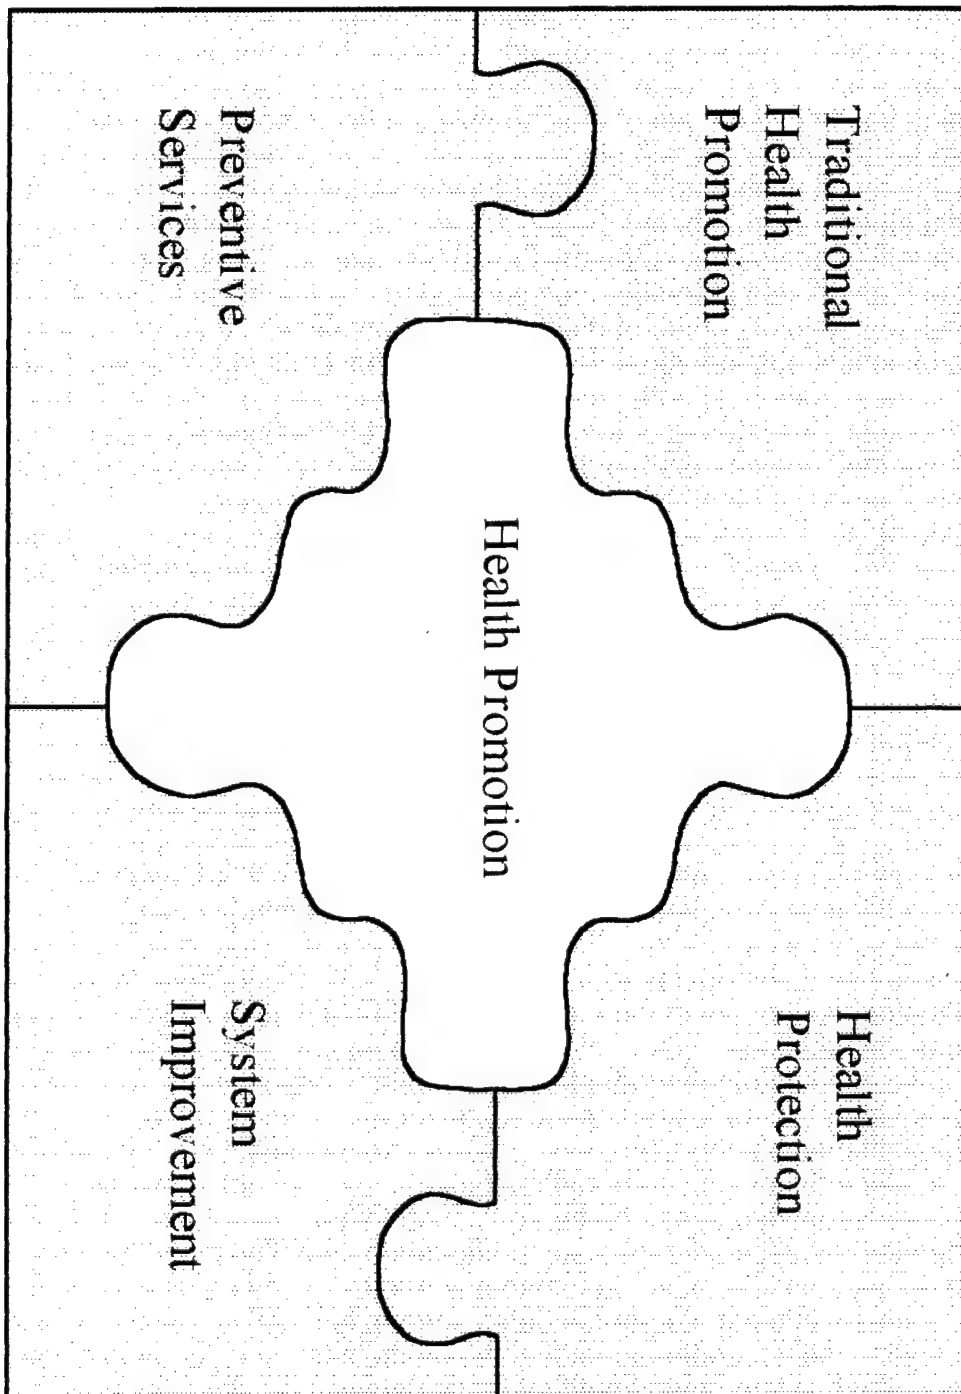 Traditional
Health
Promotion
Health
Protection
Health Promotion
Preventive
Services
System
Improvement